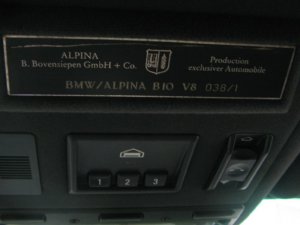 ALPINA
B. Bovensiepen GmbH + Co.
Production
exclusiver Automobile
BMW/ALPINA B10 V8 038/1
1 2 3